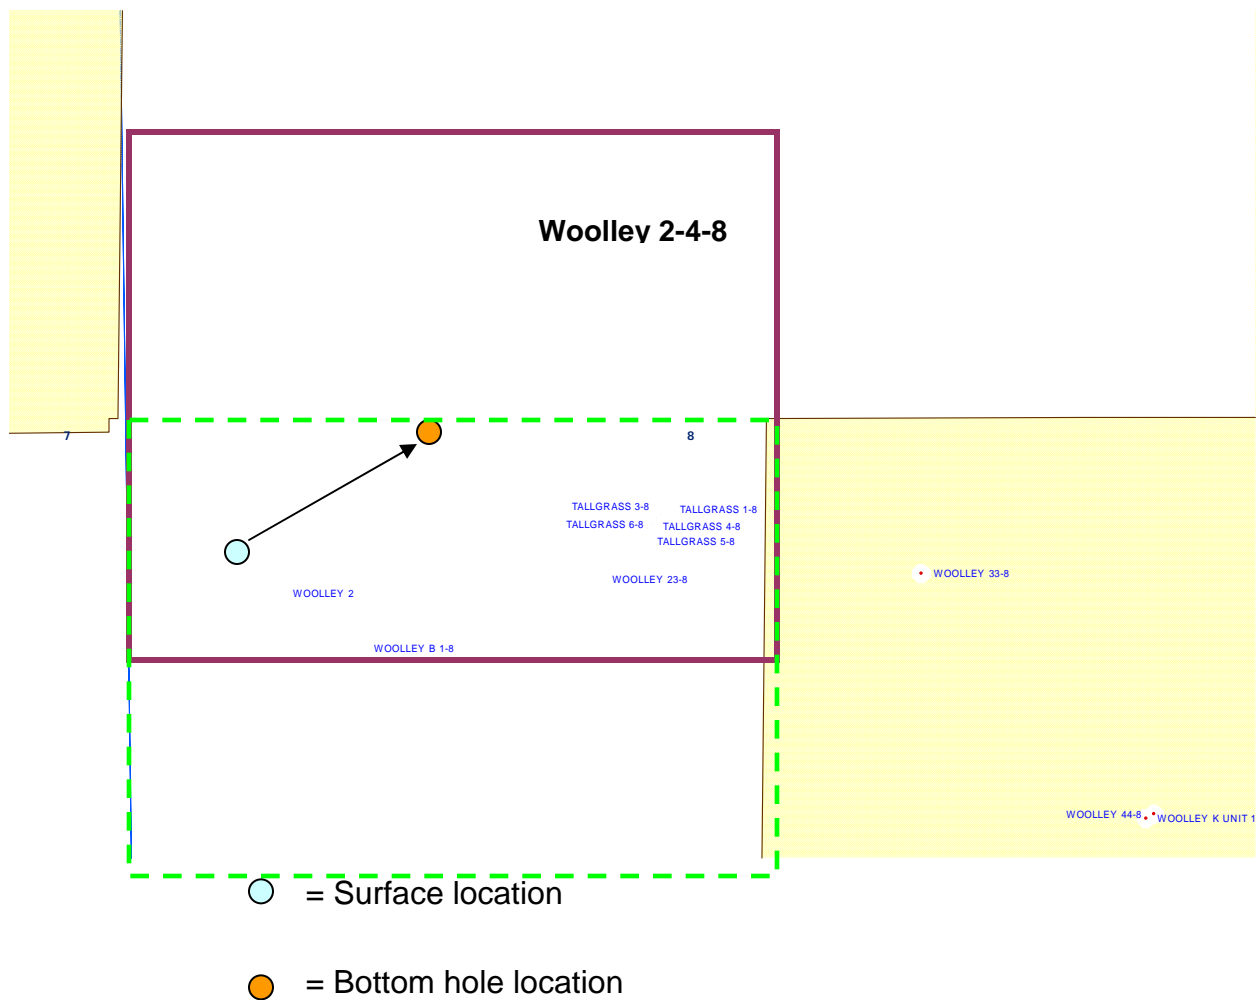 Woolley 2-4-8
7
8
TALLGRASS 3-8
TALLGRASS 1-8
TALLGRASS 6-8
TALLGRASS 4-8
TALLGRASS 5-8
WOOLLEY 33-8
WOOLLEY 23-8
WOOLLEY 2
WOOLLEY B 1-8
WOOLLEY 44-8
WOOLLEY K UNIT 1
= Surface location
= Bottom hole location